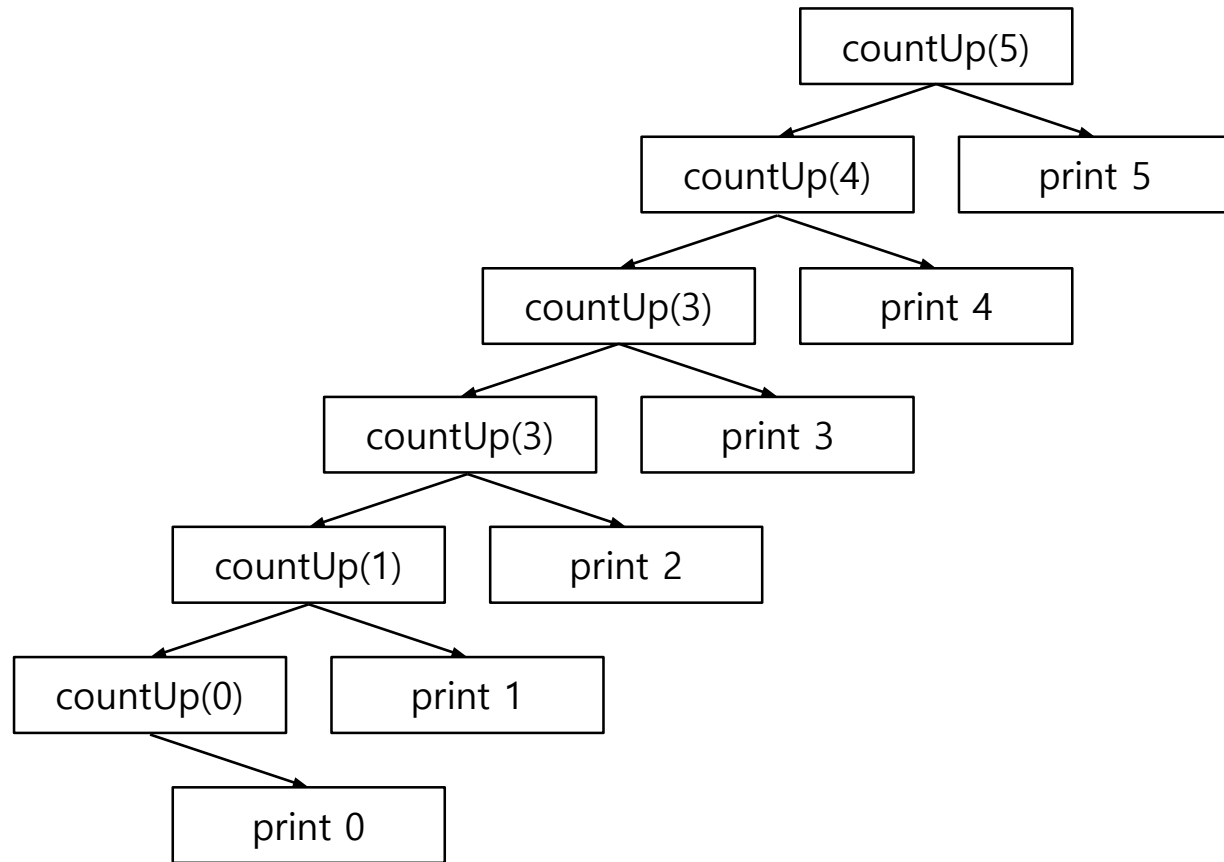 countUp(5)
countUp(4)
print 5
countUp(3)
print 4
countUp(3)
print 3
countUp(1)
print 2
countUp(0)
print 1
print 0